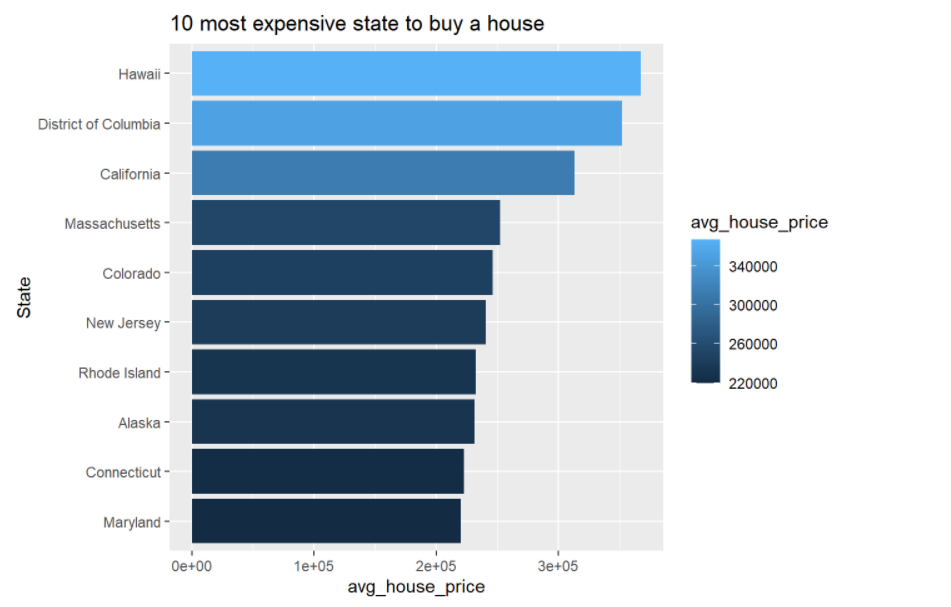 10 most expensive state to buy a house
State
Hawaii
District of Columbia
California
Massachusetts
Colorado
New Jersey
Rhode Island
Alaska
Connecticut
Maryland
0e+00 1e+05 2e+05 3e+05
avg_house_price
avg_house_price
340000
300000
260000
220000